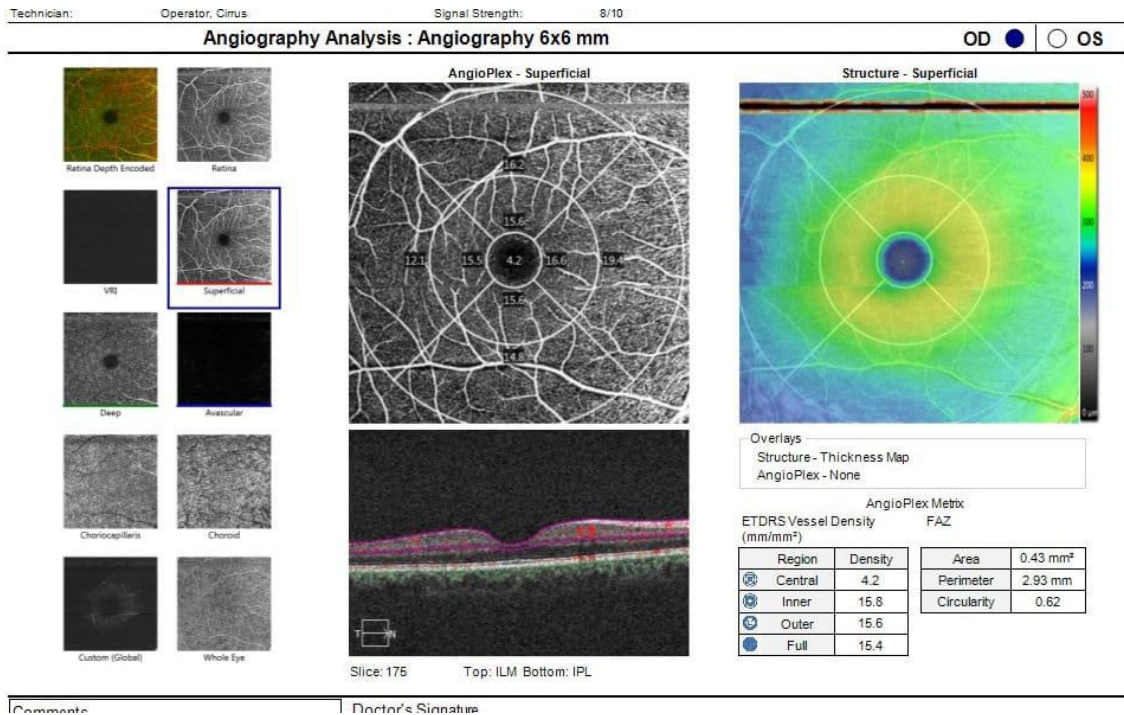 Technician: Operator, Cirrus Signal Strength: 8/10
Angiography Analysis : Angiography 6x6 mm OD OS
AngioPlex - Superficial
Structure - Superficial
Retina Depth Encoded Retina
VRI Superficial
Deep Avascular
Choriocapillaris Choroid
Custom (Global) Whole Eye
16.2
15.6
12.1 15.5 4.2 16.6 19.4
15.6
14.8
500
400
300
200
100
0 µm
T N
Slice: 175 Top: ILM Bottom: IPL
Overlays
Structure - Thickness Map
AngioPlex - None
AngioPlex Metrix
ETDRS Vessel Density FAZ
(mm/mm²)
Region Density
Central 4.2
Inner 15.8
Outer 15.6
Full 15.4
Area 0.43 mm²
Perimeter 2.93 mm
Circularity 0.62
Comments Doctor's Signature